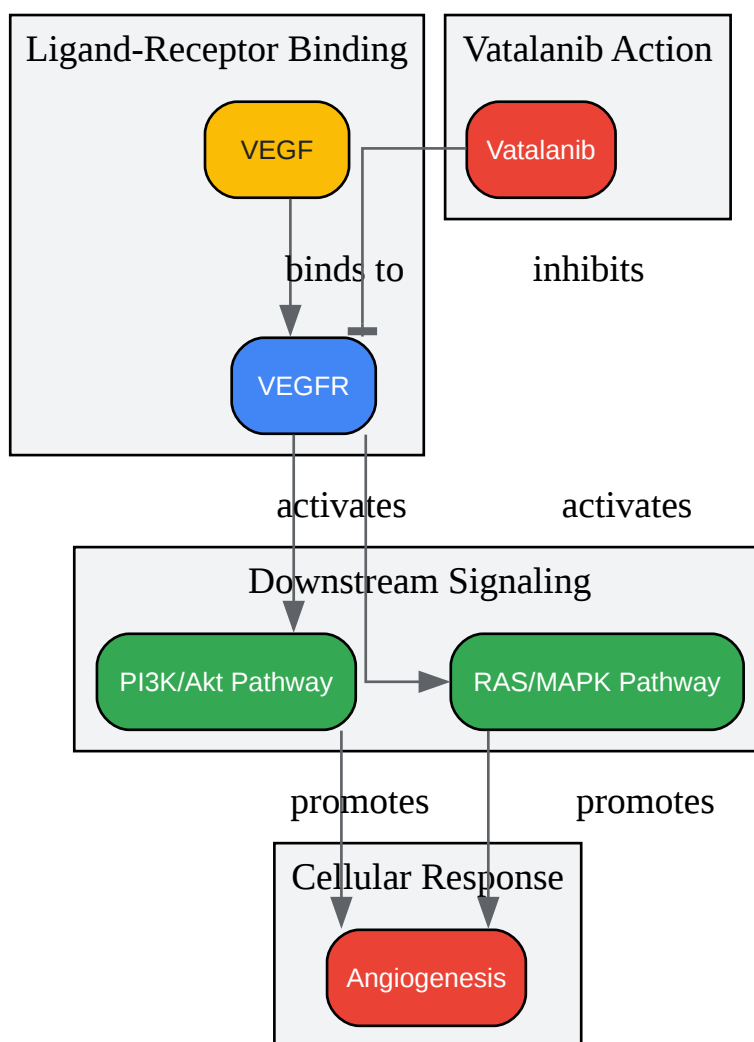 Ligand-Receptor Binding
Vatalanib Action
VEGF
Vatalanib
binds to
inhibits
VEGFR
activates
activates
Downstream Signaling
PI3K/Akt Pathway
RAS/MAPK Pathway
promotes
promotes
Cellular Response
Angiogenesis